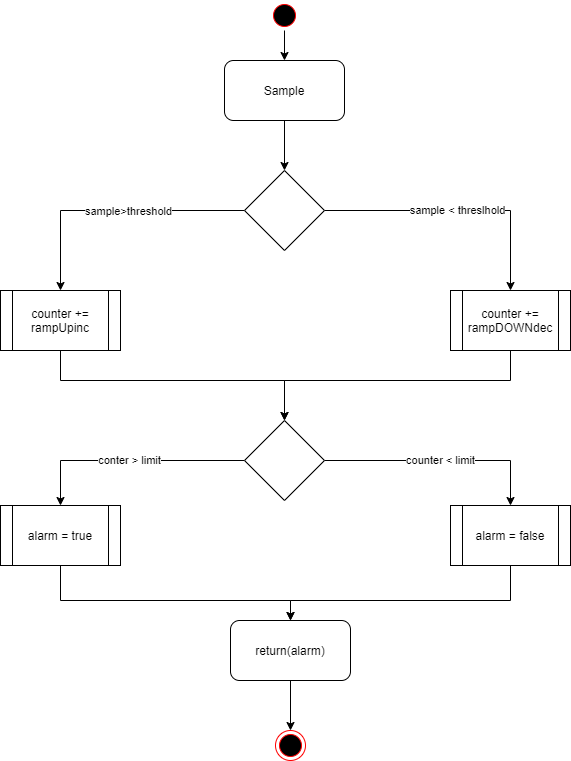 Sample
sample>threshold
sample < threslhold
counter +=
rampUpinc
counter +=
rampDOWNdec
conter > limit
counter < limit
alarm = true
alarm = false
return(alarm)